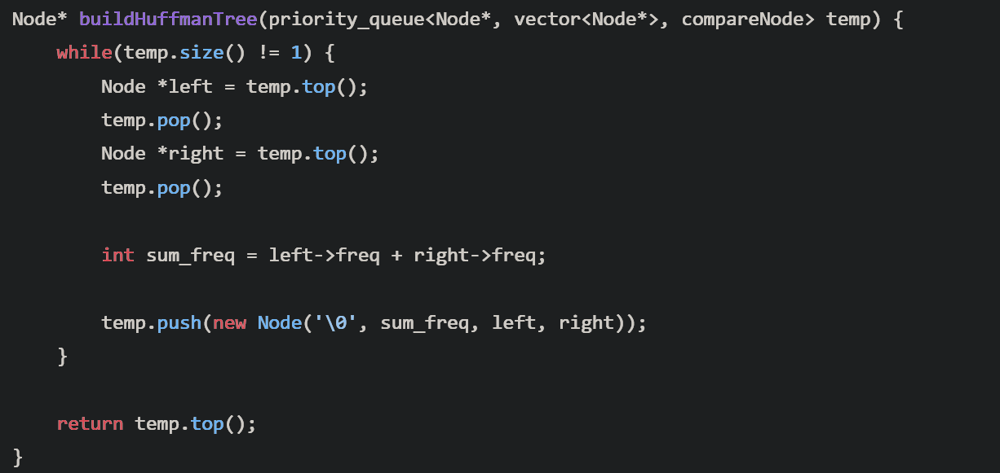 Node* buildHuffmanTree(priority_queue<Node*, vector<Node*>, compareNode> temp) {
    while(temp.size() != 1) {
        Node *left = temp.top();
        temp.pop();
        Node *right = temp.top();
        temp.pop();

        int sum_freq = left->freq + right->freq;

        temp.push(new Node('\0', sum_freq, left, right));
    }

    return temp.top();
}